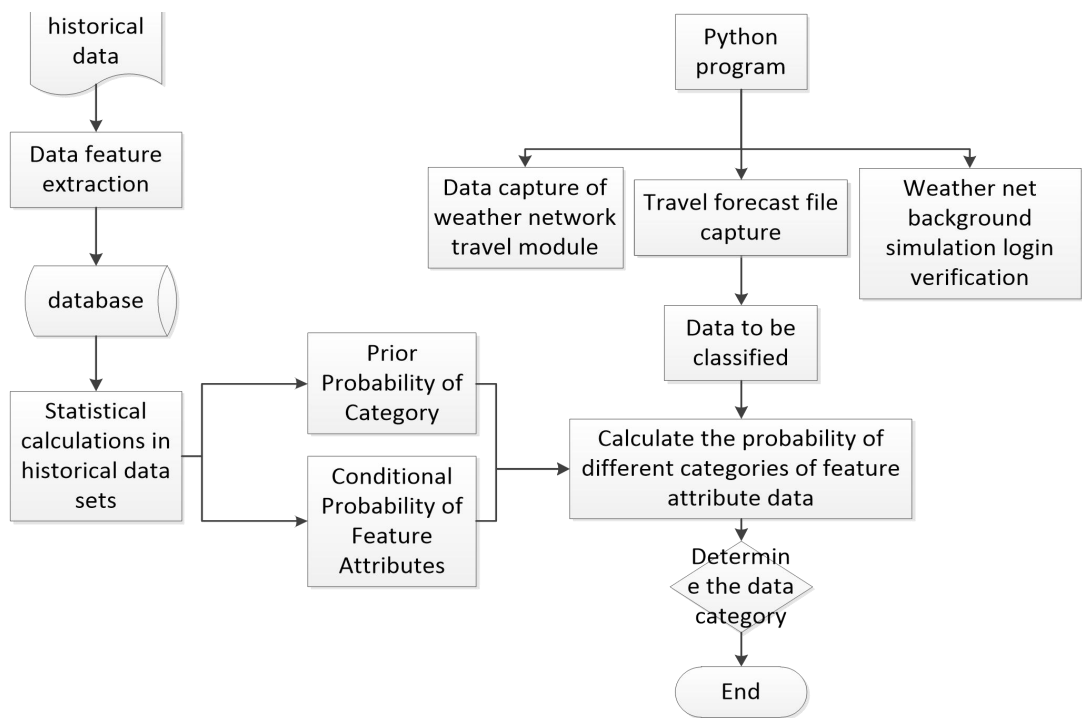 historical
data
Data feature
extraction
database
Statistical
calculations in
historical data
sets
Prior
Probability of
Category
Conditional
Probability of
Feature
Attributes
Python
program
Data capture of
weather network
travel module
Travel forecast file
capture
Weather net
background
simulation login
verification
Data to be
classified
Calculate the probability of
different categories of feature
attribute data
Determin
e the data
category
End